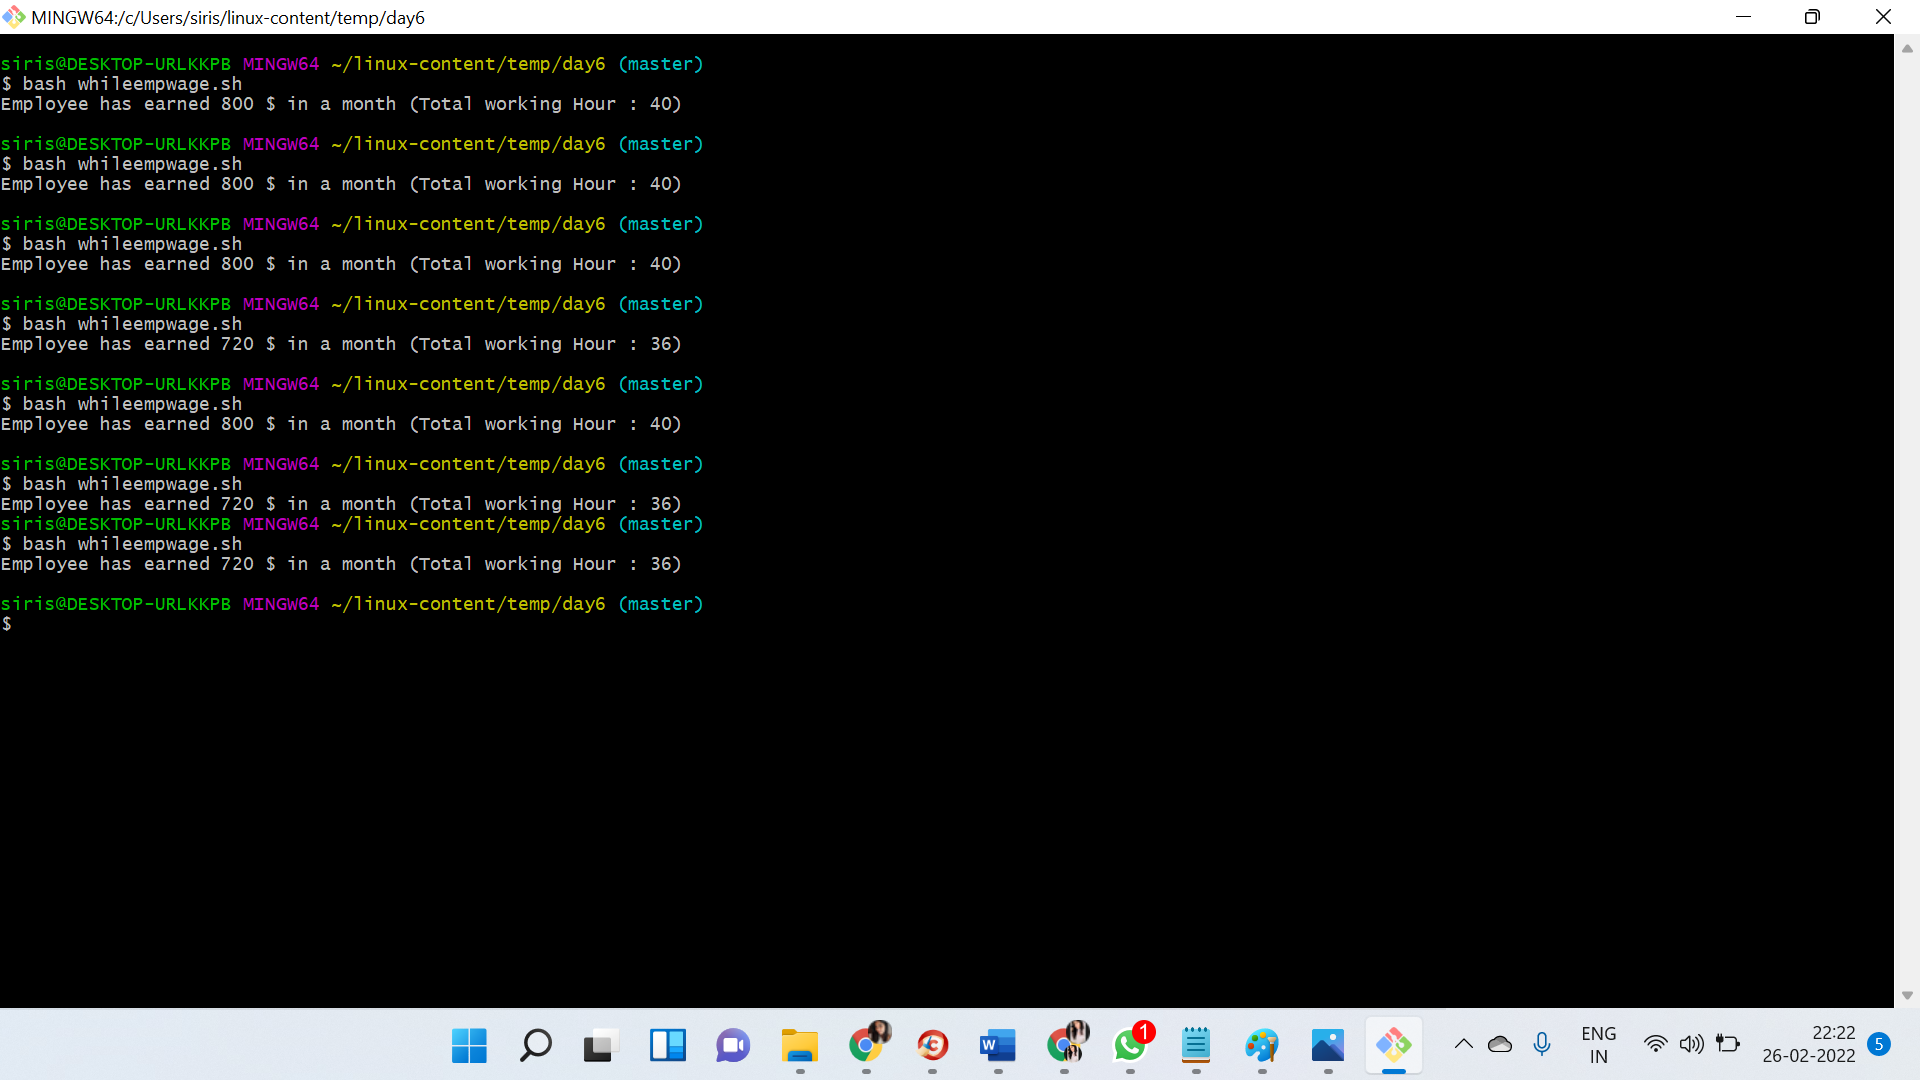 MINGW64:/c/Users/siris/linux-content/temp/day6
siris@DESKTOP-URLKKPB MINGW64 ~/linux-content/temp/day6 (master)
$ bash whileempwage.sh
Employee has earned 800 $ in a month (Total working Hour : 40)
siris@DESKTOP-URLKKPB MINGW64 ~/linux-content/temp/day6 (master)
$ bash whileempwage.sh
Employee has earned 800 $ in a month (Total working Hour : 40)
siris@DESKTOP-URLKKPB MINGW64 ~/linux-content/temp/day6 (master)
$ bash whileempwage.sh
Employee has earned 800 $ in a month (Total working Hour : 40)
siris@DESKTOP-URLKKPB MINGW64 ~/linux-content/temp/day6 (master)
$ bash whileempwage.sh
Employee has earned 720 $ in a month (Total working Hour : 36)
siris@DESKTOP-URLKKPB MINGW64 ~/linux-content/temp/day6 (master)
$ bash whileempwage.sh
Employee has earned 800 $ in a month (Total working Hour : 40)
siris@DESKTOP-URLKKPB MINGW64 ~/linux-content/temp/day6 (master)
$ bash whileempwage.sh
Employee has earned 720 $ in a month (Total working Hour : 36)
siris@DESKTOP-URLKKPB MINGW64 ~/linux-content/temp/day6 (master)
$ bash whileempwage.sh
Employee has earned 720 $ in a month (Total working Hour : 36)
siris@DESKTOP-URLKKPB MINGW64 ~/linux-content/temp/day6 (master)
$
W
1
ENG
IN
22:22
26-02-2022
5